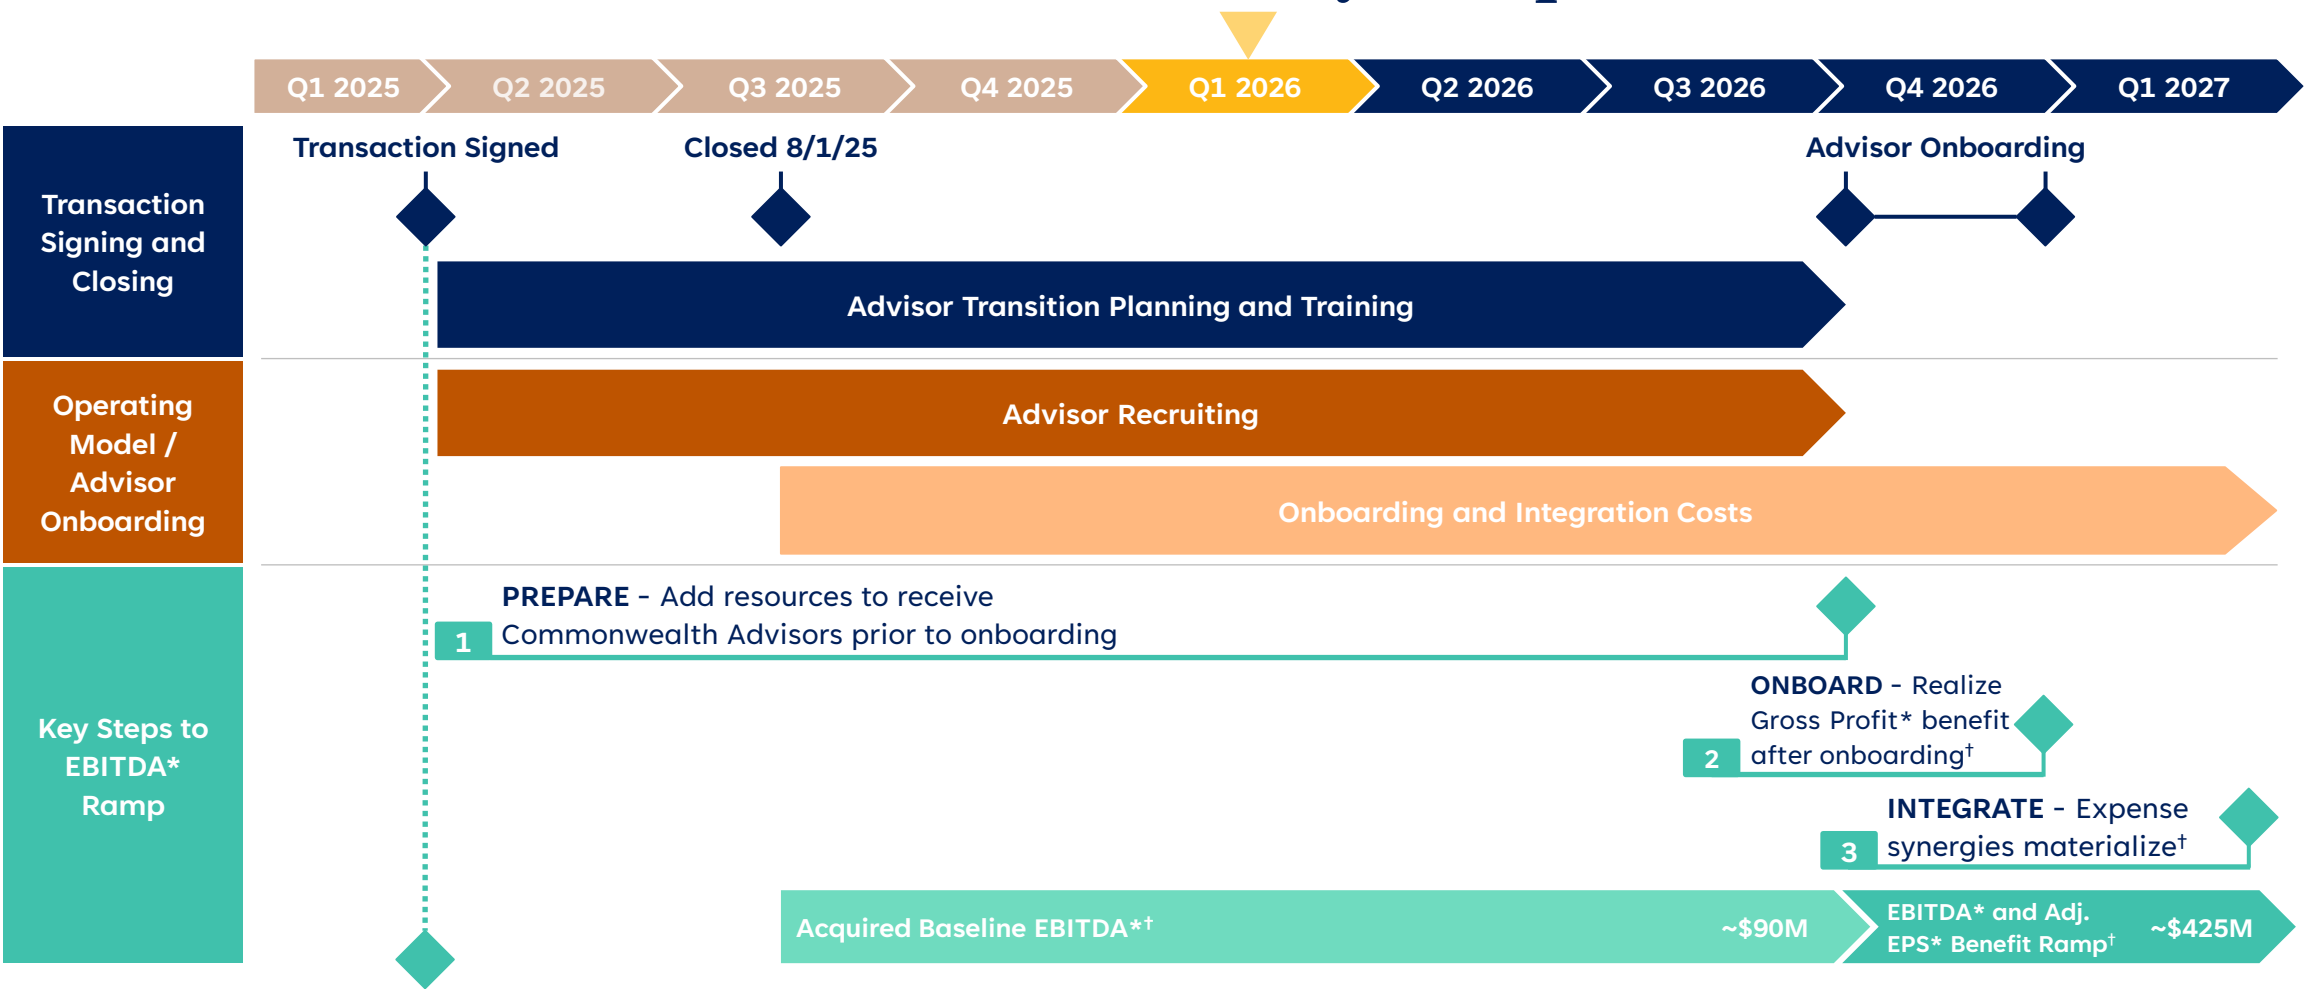 Q1 2025
Q2 2025
Q3 2025
Q4 2025
Q1 2026
Q2 2026
Q3 2026
Q4 2026
Q1 2027
Transaction
Signing and
Closing
Transaction Signed
Closed 8/1/25
Advisor Onboarding
Advisor Transition Planning and Training
Operating
Model /
Advisor
Onboarding
Advisor Recruiting
Onboarding and Integration Costs
Key Steps to
EBITDA*
Ramp
1
PREPARE - Add resources to receive
Commonwealth Advisors prior to onboarding
2
ONBOARD - Realize
Gross Profit* benefit
after onboarding†
3
INTEGRATE - Expense
synergies materialize†
Acquired Baseline EBITDA*†
~$90M
EBITDA* and Adj.
EPS* Benefit Ramp†
~$425M